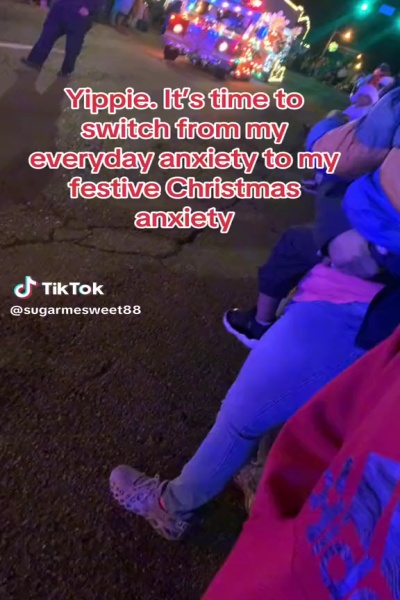 Yippie. It's time to
switch from my
everyday anxiety to my
festive Christmas
anxiety
TikTok
@sugarmesweet88